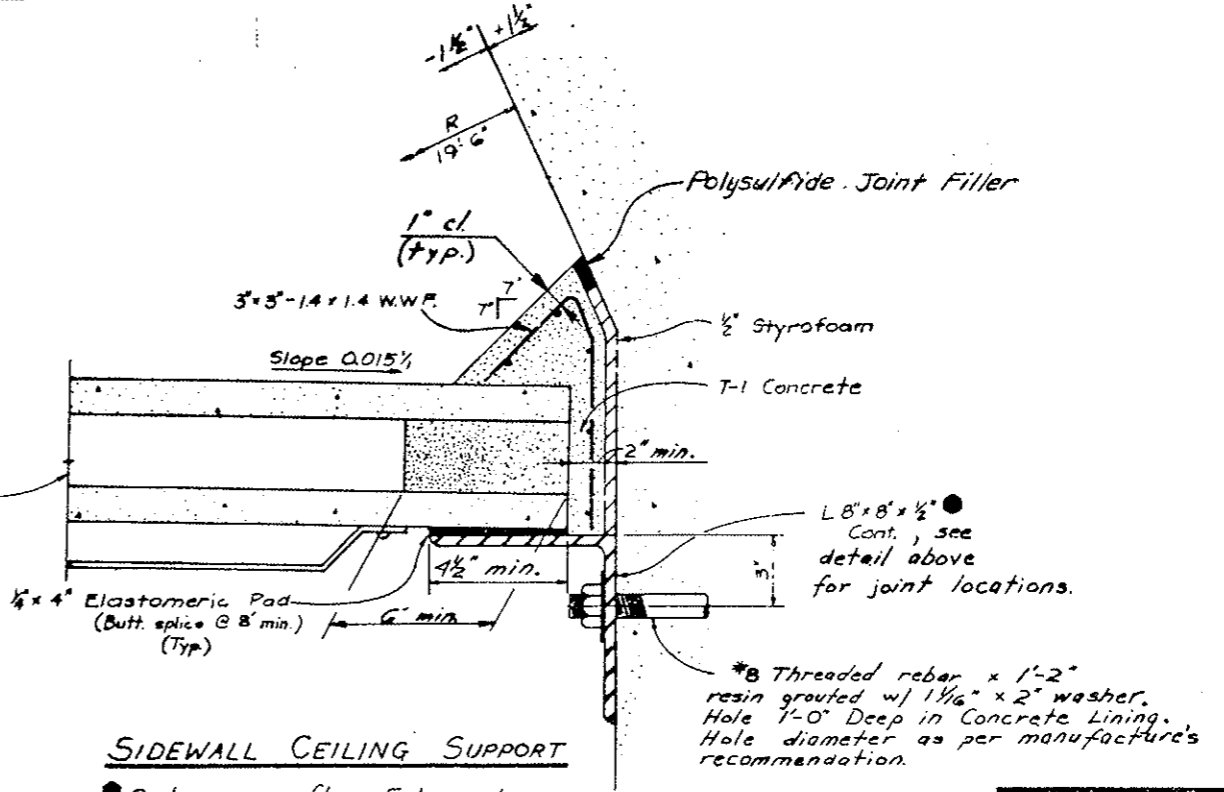 -1½" +1½"
R
19'-6"
Polysulfide Joint Filler
1" cl.
(typ.)
7"
7"
3"x3"-1.4 x 1.4 W.W.F.
½" Styrofoam
Slope 0.015'/,
T-1 Concrete
2" min.
L 8" x 8" x ½" ●
Cont., see
detail above
for joint locations.
3"
4½" min.
¼" x 4" Elastomeric Pad
(Butt. splice @ 8' min.)
(Typ.)
6" min.
#8 Threaded rebar x 1'-2"
resin grouted w/ 1 1/16" x 2" washer.
Hole 1'-0" Deep in Concrete Lining.
Hole diameter as per manufacture's
recommendation.
SIDEWALL CEILING SUPPORT